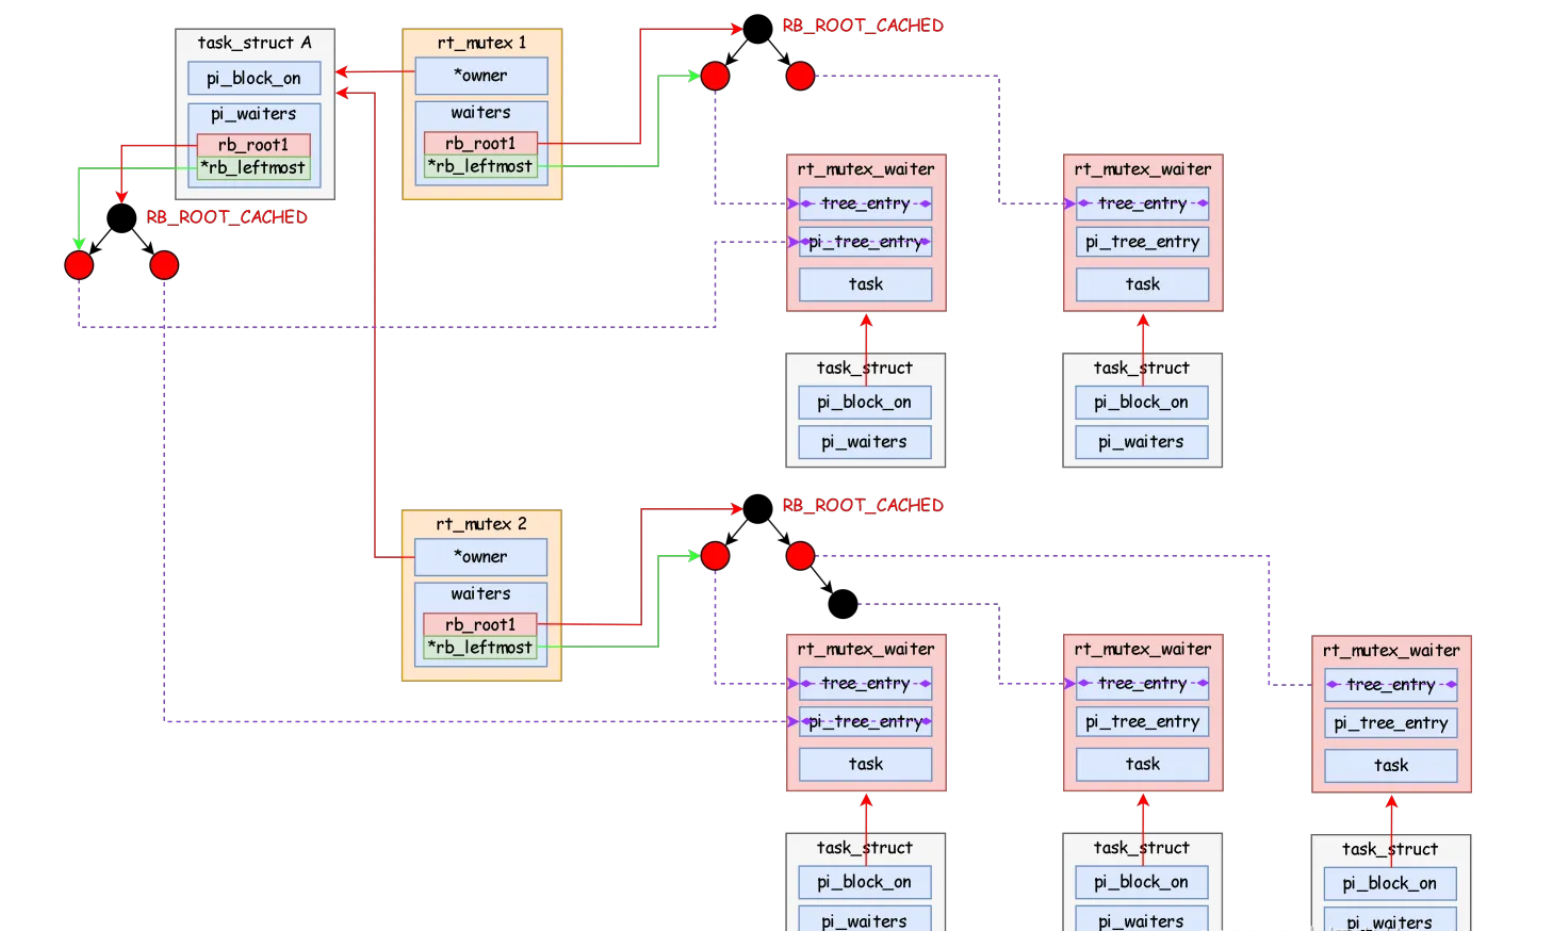 task_struct A
pi_block_on
pi_waiters
rb_root1
*rb_leftmost
RB_ROOT_CACHED
rt_mutex 1
*owner
waiters
rb_root1
*rb_leftmost
RB_ROOT_CACHED
rt_mutex_waiter
tree_entry
pi_tree_entry
task
task_struct
pi_block_on
pi_waiters
rt_mutex_waiter
tree_entry
pi_tree_entry
task
task_struct
pi_block_on
pi_waiters
rt_mutex 2
*owner
waiters
rb_root1
*rb_leftmost
RB_ROOT_CACHED
rt_mutex_waiter
tree_entry
pi_tree_entry
task
task_struct
pi_block_on
pi_waiters
rt_mutex_waiter
tree_entry
pi_tree_entry
task
task_struct
pi_block_on
pi_waiters
rt_mutex_waiter
tree_entry
pi_tree_entry
task
task_struct
pi_block_on
pi_waiters